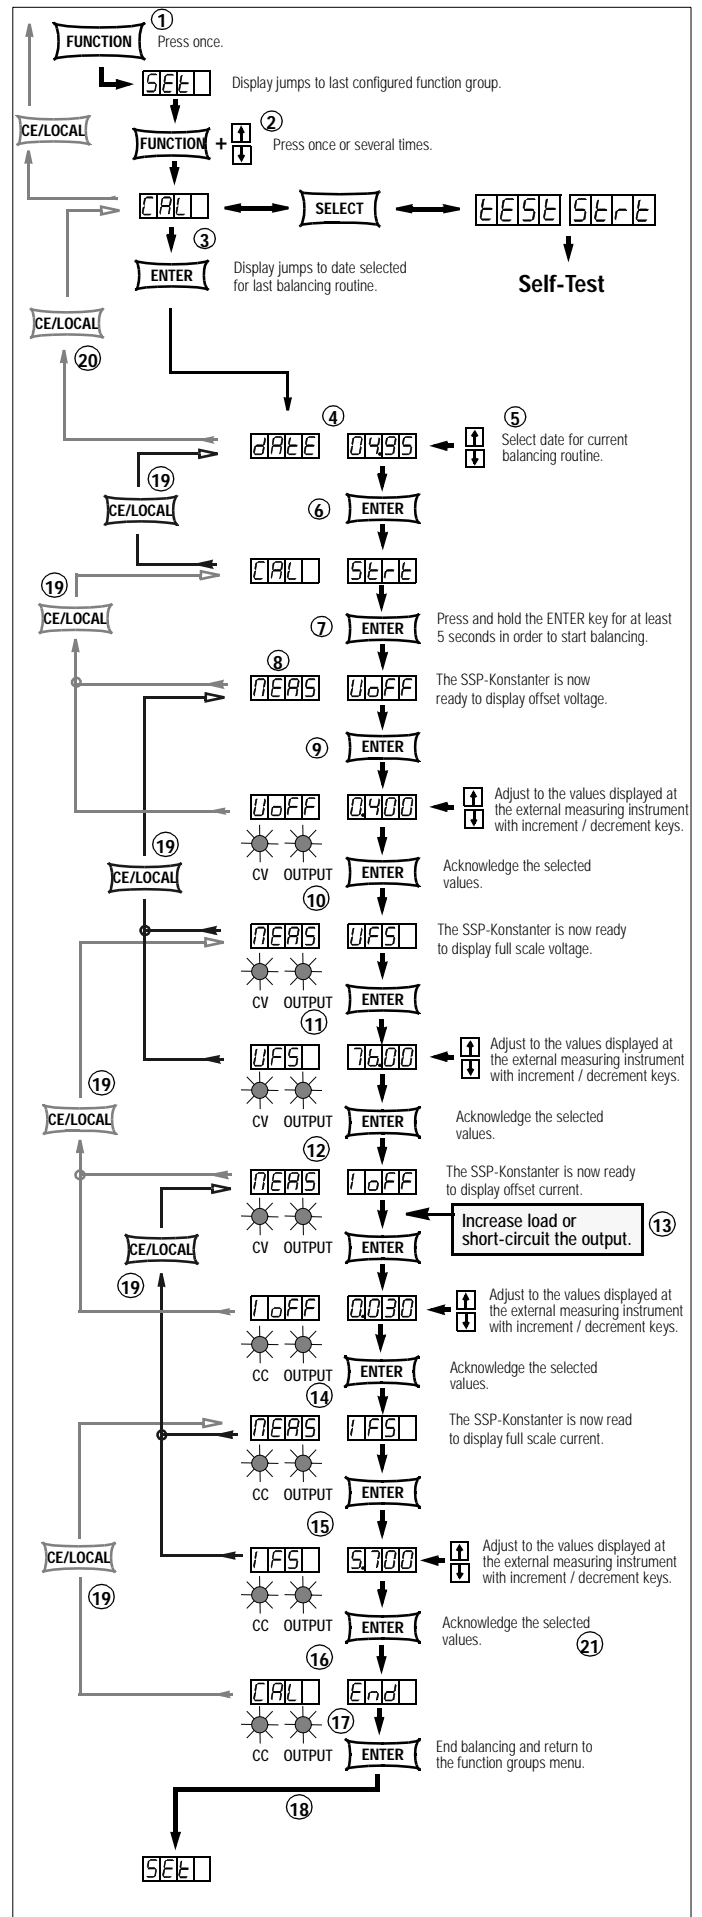 1
FUNCTION
Press once.
SEt
Display jumps to last configured function group.
CE/LOCAL
FUNCTION +
2
Press once or several times.
CAL
SELECT
tESt Strt
3
ENTER
Display jumps to date selected
for last balancing routine.
Self-Test
CE/LOCAL
20
4
dAtE 04.95
5
Select date for current
balancing routine.
19
CE/LOCAL
6
ENTER
CAL Strt
19
CE/LOCAL
7
ENTER
Press and hold the ENTER key for at least
5 seconds in order to start balancing.
8
MEAS UoFF
The SSP-Konstanter is now
ready to display offset voltage.
9
ENTER
UoFF 0.400
Adjust to the values displayed at
the external measuring instrument
with increment / decrement keys.
19
CE/LOCAL
CV OUTPUT
ENTER
Acknowledge the selected
values.
10
MEAS UFS
The SSP-Konstanter is now ready
to display full scale voltage.
CV OUTPUT
ENTER
11
UFS 76.00
Adjust to the values displayed at
the external measuring instrument
with increment / decrement keys.
19
CE/LOCAL
CV OUTPUT
ENTER
Acknowledge the selected
values.
12
MEAS IoFF
The SSP-Konstanter is now ready
to display offset current.
Increase load or
short-circuit the output.
13
CE/LOCAL
CV OUTPUT
ENTER
19
IoFF 0.030
Adjust to the values displayed at
the external measuring instrument
with increment / decrement keys.
CC OUTPUT
ENTER
Acknowledge the selected
values.
14
MEAS IFS
The SSP-Konstanter is now read
to display full scale current.
CC OUTPUT
ENTER
15
CE/LOCAL
IFS 5.700
Adjust to the values displayed at
the external measuring instrument
with increment / decrement keys.
19
CC OUTPUT
ENTER
Acknowledge the selected
values.
21
16
CAL End
17
CC OUTPUT
ENTER
End balancing and return to
the function groups menu.
18
SEt